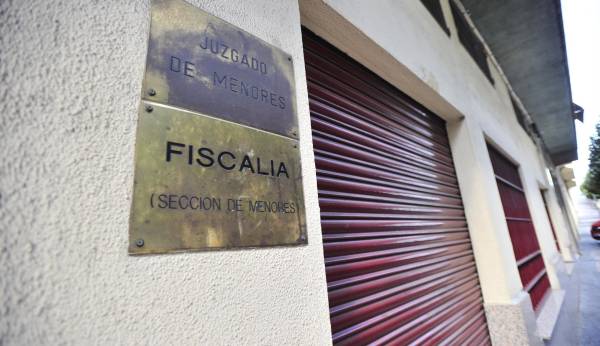 JUZGADO
DE MENORES
FISCALIA
(SECCION DE MENORES)